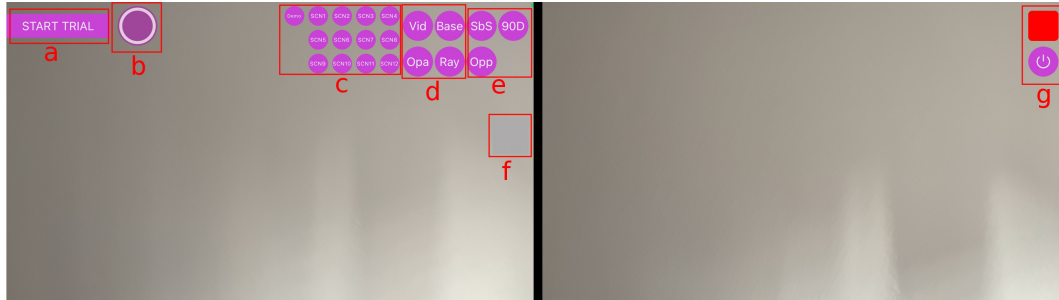 START TRIAL
Demo SCN1 SCN2 SCN3 SCN4
SCN5 SCN6 SCN7 SCN8
SCN9 SCN10 SCN11 SCN12
Vid Base
Opa Ray
SbS 90D
Opp
a
b
c
d
e
f
g